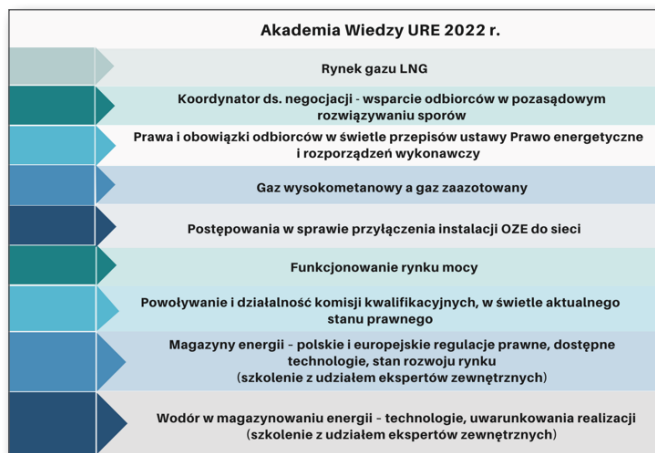 Akademia Wiedzy URE 2022 r.
Rynek gazu LNG
Koordynator ds. negocjacji - wsparcie odbiorców w pozasądowym
rozwiązywaniu sporów
Prawa i obowiązki odbiorców w świetle przepisów ustawy Prawo energetyczne
i rozporządzeń wykonawczy
Gaz wysokometanowy a gaz zaazotowany
Postępowania w sprawie przyłączenia instalacji OZE do sieci
Funkcjonowanie rynku mocy
Powoływanie i działalność komisji kwalifikacyjnych, w świetle aktualnego
stanu prawnego
Magazyny energii – polskie i europejskie regulacje prawne, dostępne
technologie, stan rozwoju rynku
(szkolenie z udziałem ekspertów zewnętrznych)
Wodór w magazynowaniu energii – technologie, uwarunkowania realizacji
(szkolenie z udziałem ekspertów zewnętrznych)